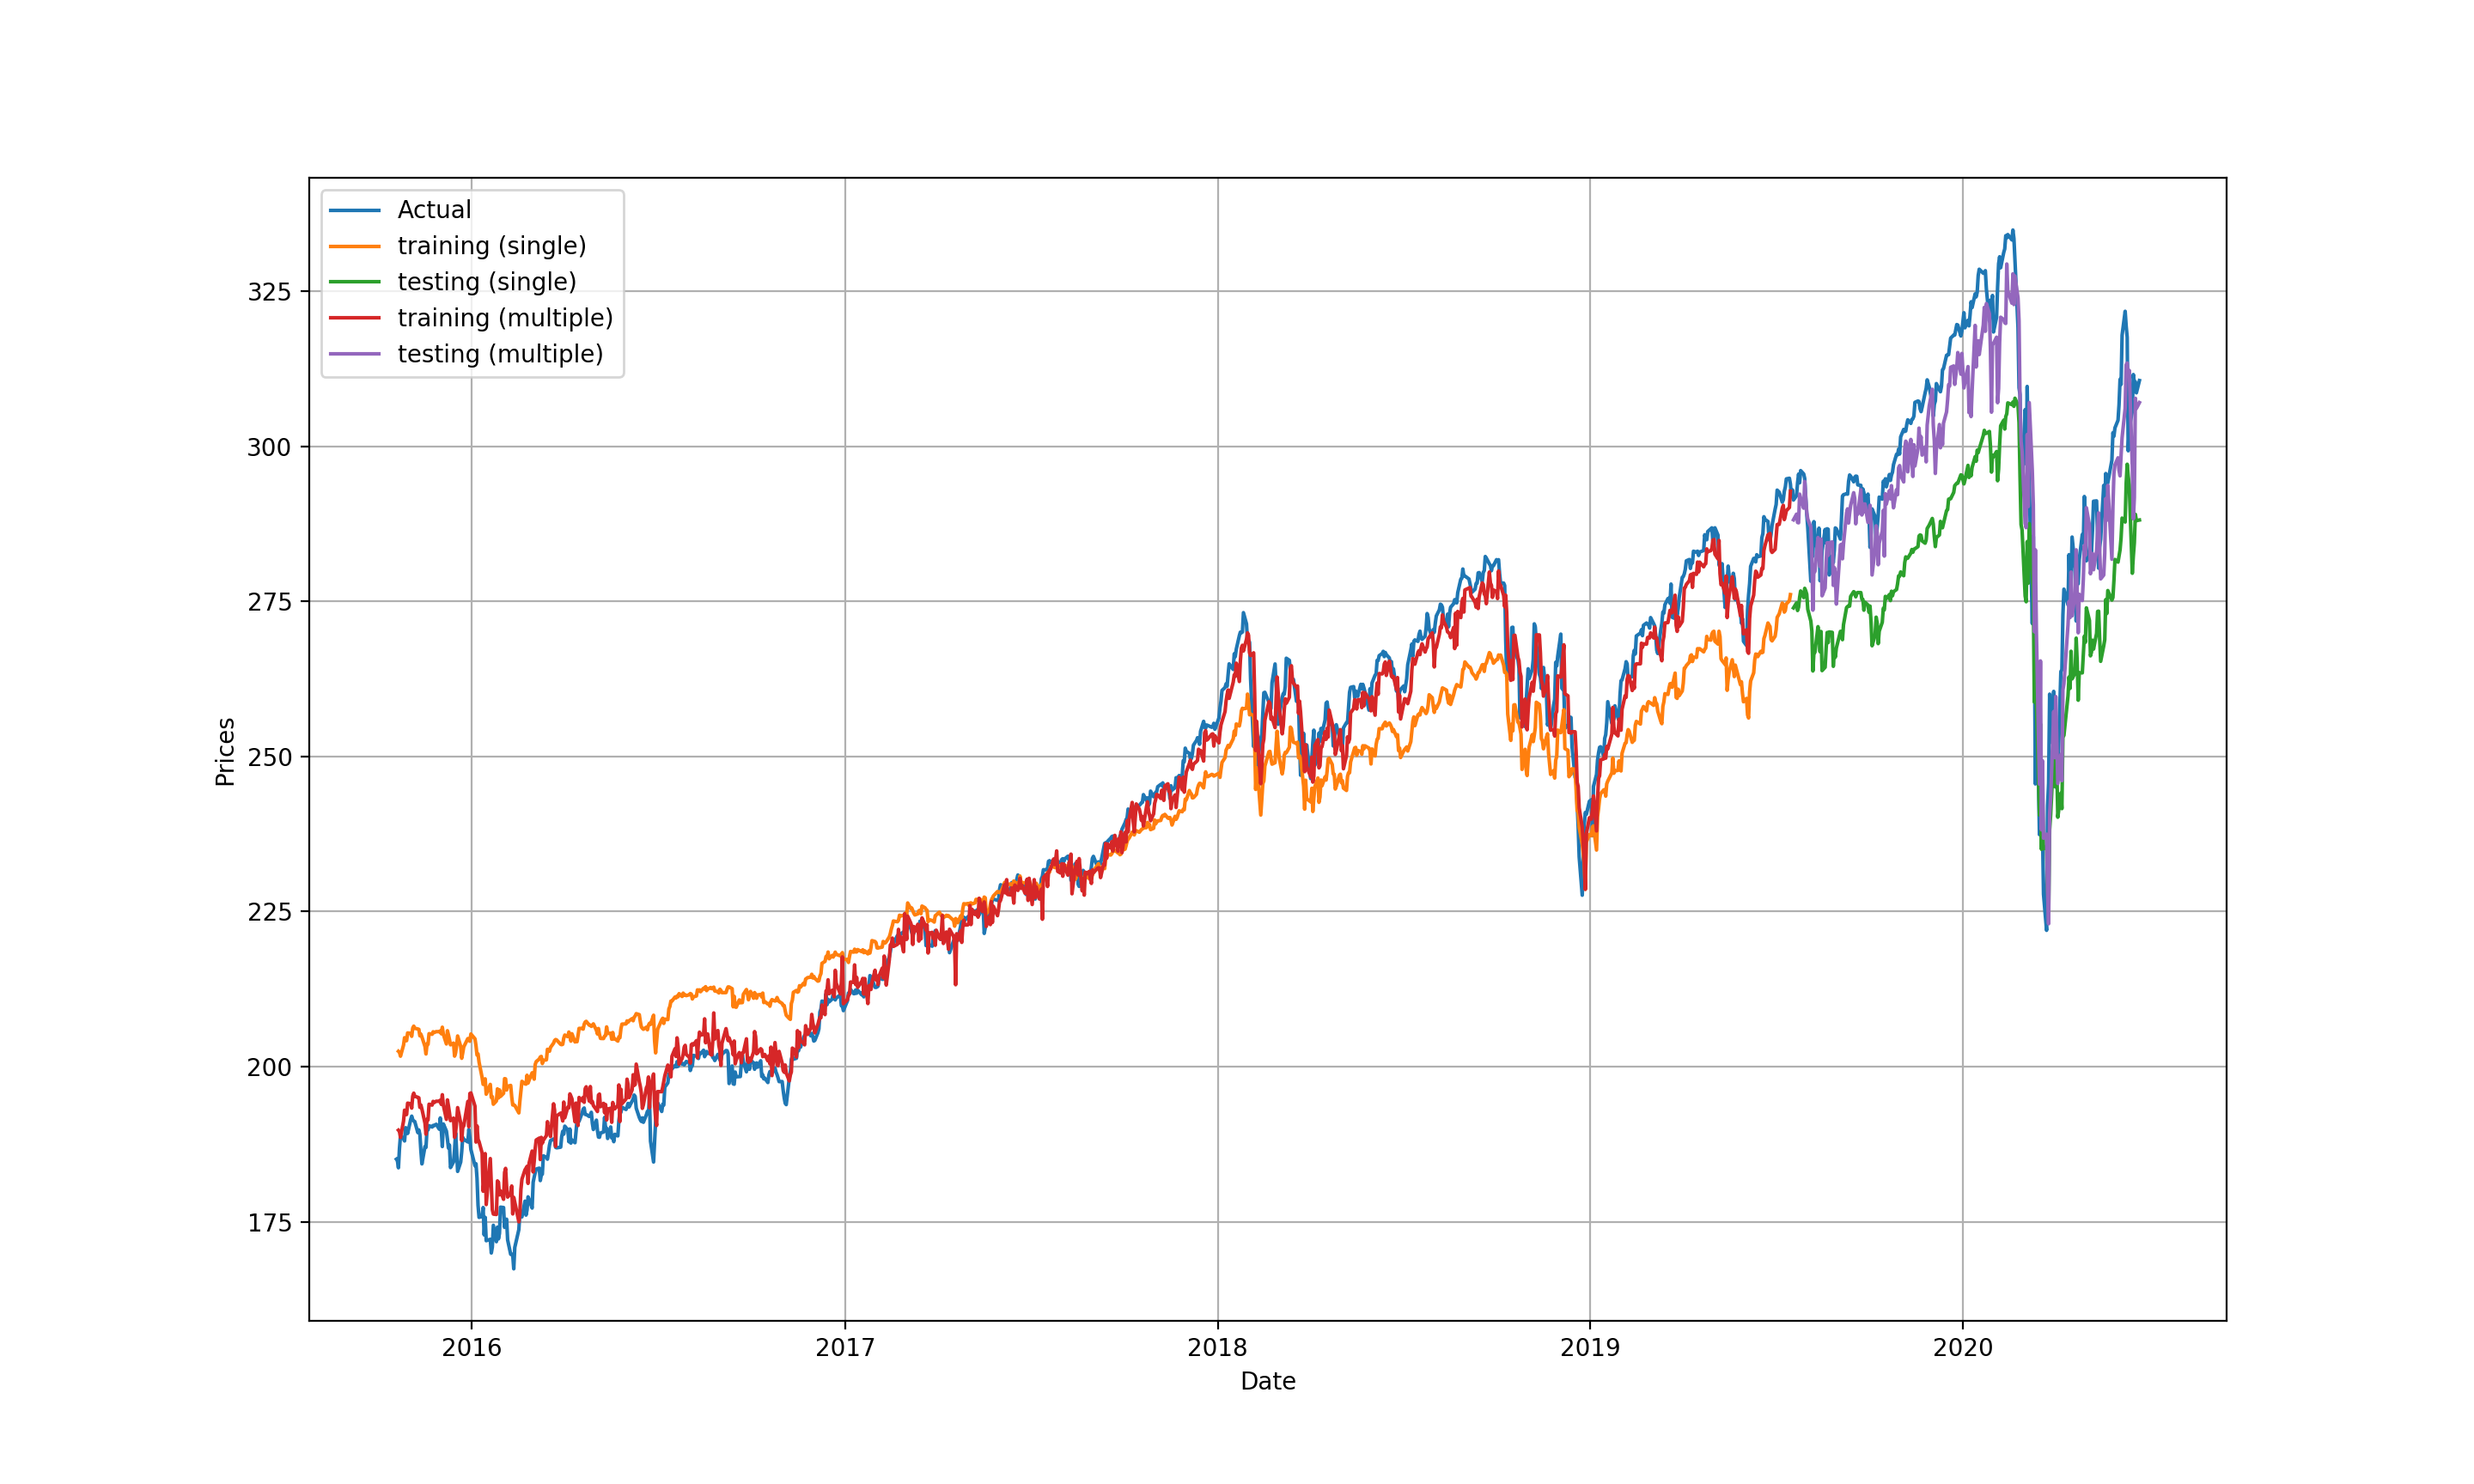 Actual
training (single)
testing (single)
training (multiple)
testing (multiple)
325
300
275
250
225
200
175
Prices
2016 2017 2018 2019 2020
Date